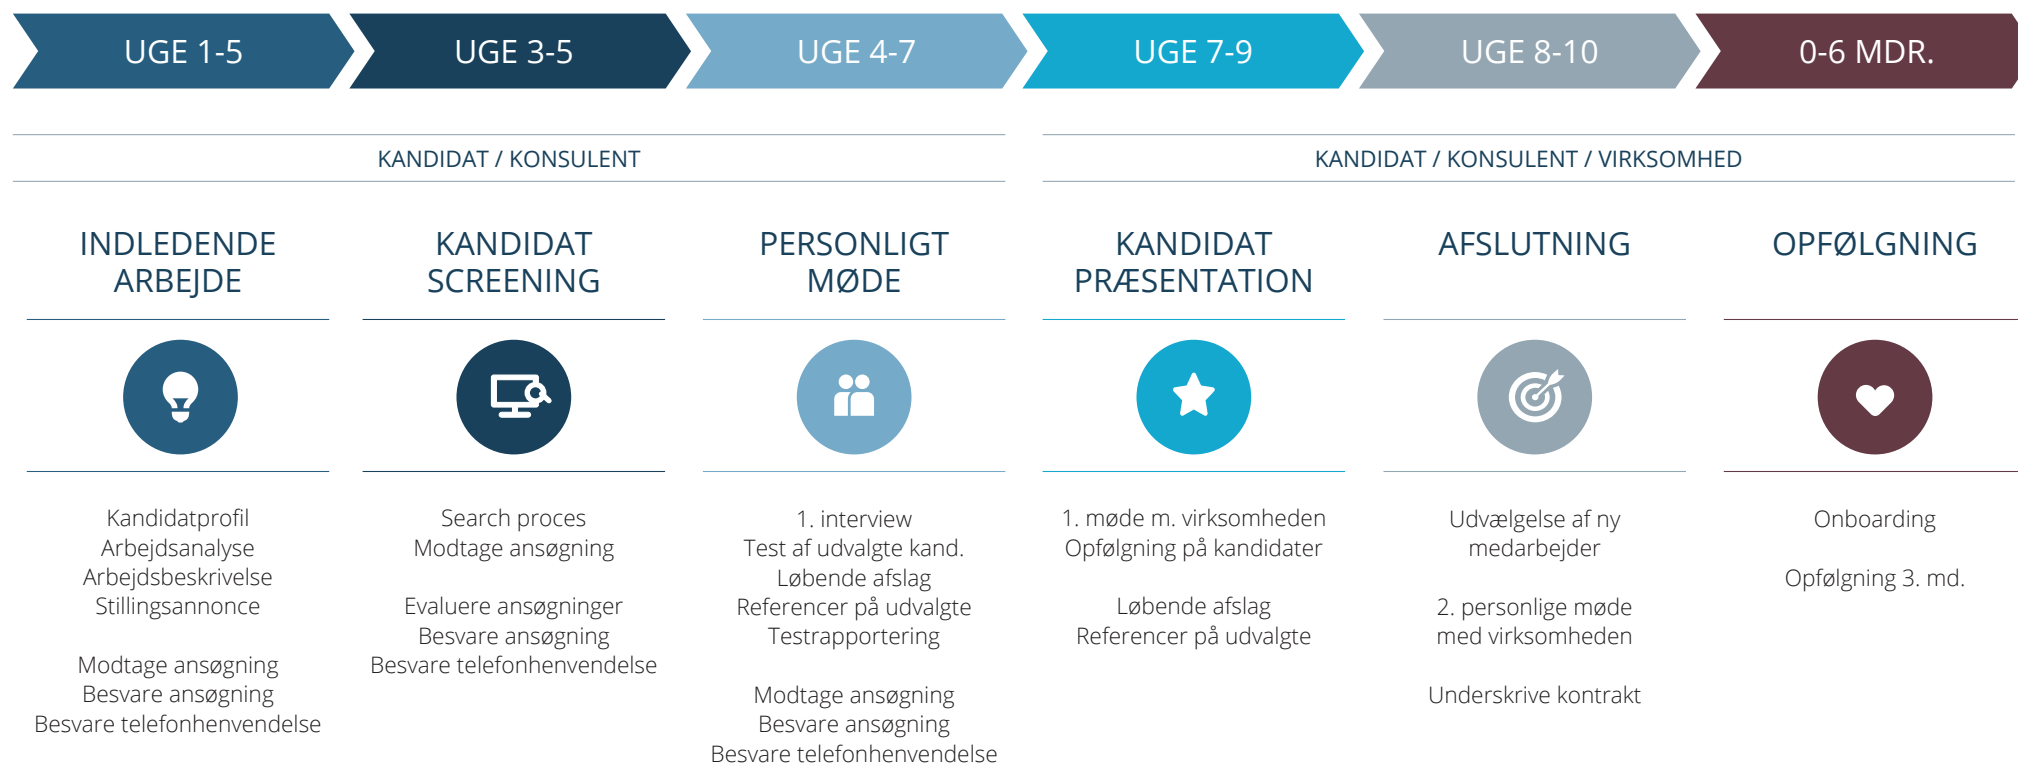 UGE 1-5
UGE 3-5
UGE 4-7
UGE 7-9
UGE 8-10
0-6 MDR.
KANDIDAT / KONSULENT
KANDIDAT / KONSULENT / VIRKSOMHED
INDLEDENDE
ARBEJDE
KANDIDAT
SCREENING
PERSONLIGT
MØDE
KANDIDAT
PRÆSENTATION
AFSLUTNING
OPFØLGNING
Kandidatprofil
Arbejdsanalyse
Arbejdsbeskrivelse
Stillingsannonce
Modtage ansøgning
Besvare ansøgning
Besvare telefonhenvendelse
Search proces
Modtage ansøgning
Evaluere ansøgninger
Besvare ansøgning
Besvare telefonhenvendelse
1. interview
Test af udvalgte kand.
Løbende afslag
Referencer på udvalgte
Testrapportering
Modtage ansøgning
Besvare ansøgning
Besvare telefonhenvendelse
1. møde m. virksomheden
Opfølgning på kandidater
Løbende afslag
Referencer på udvalgte
Udvælgelse af ny
medarbejder
2. personlige møde
med virksomheden
Underskrive kontrakt
Onboarding
Opfølgning 3. md.